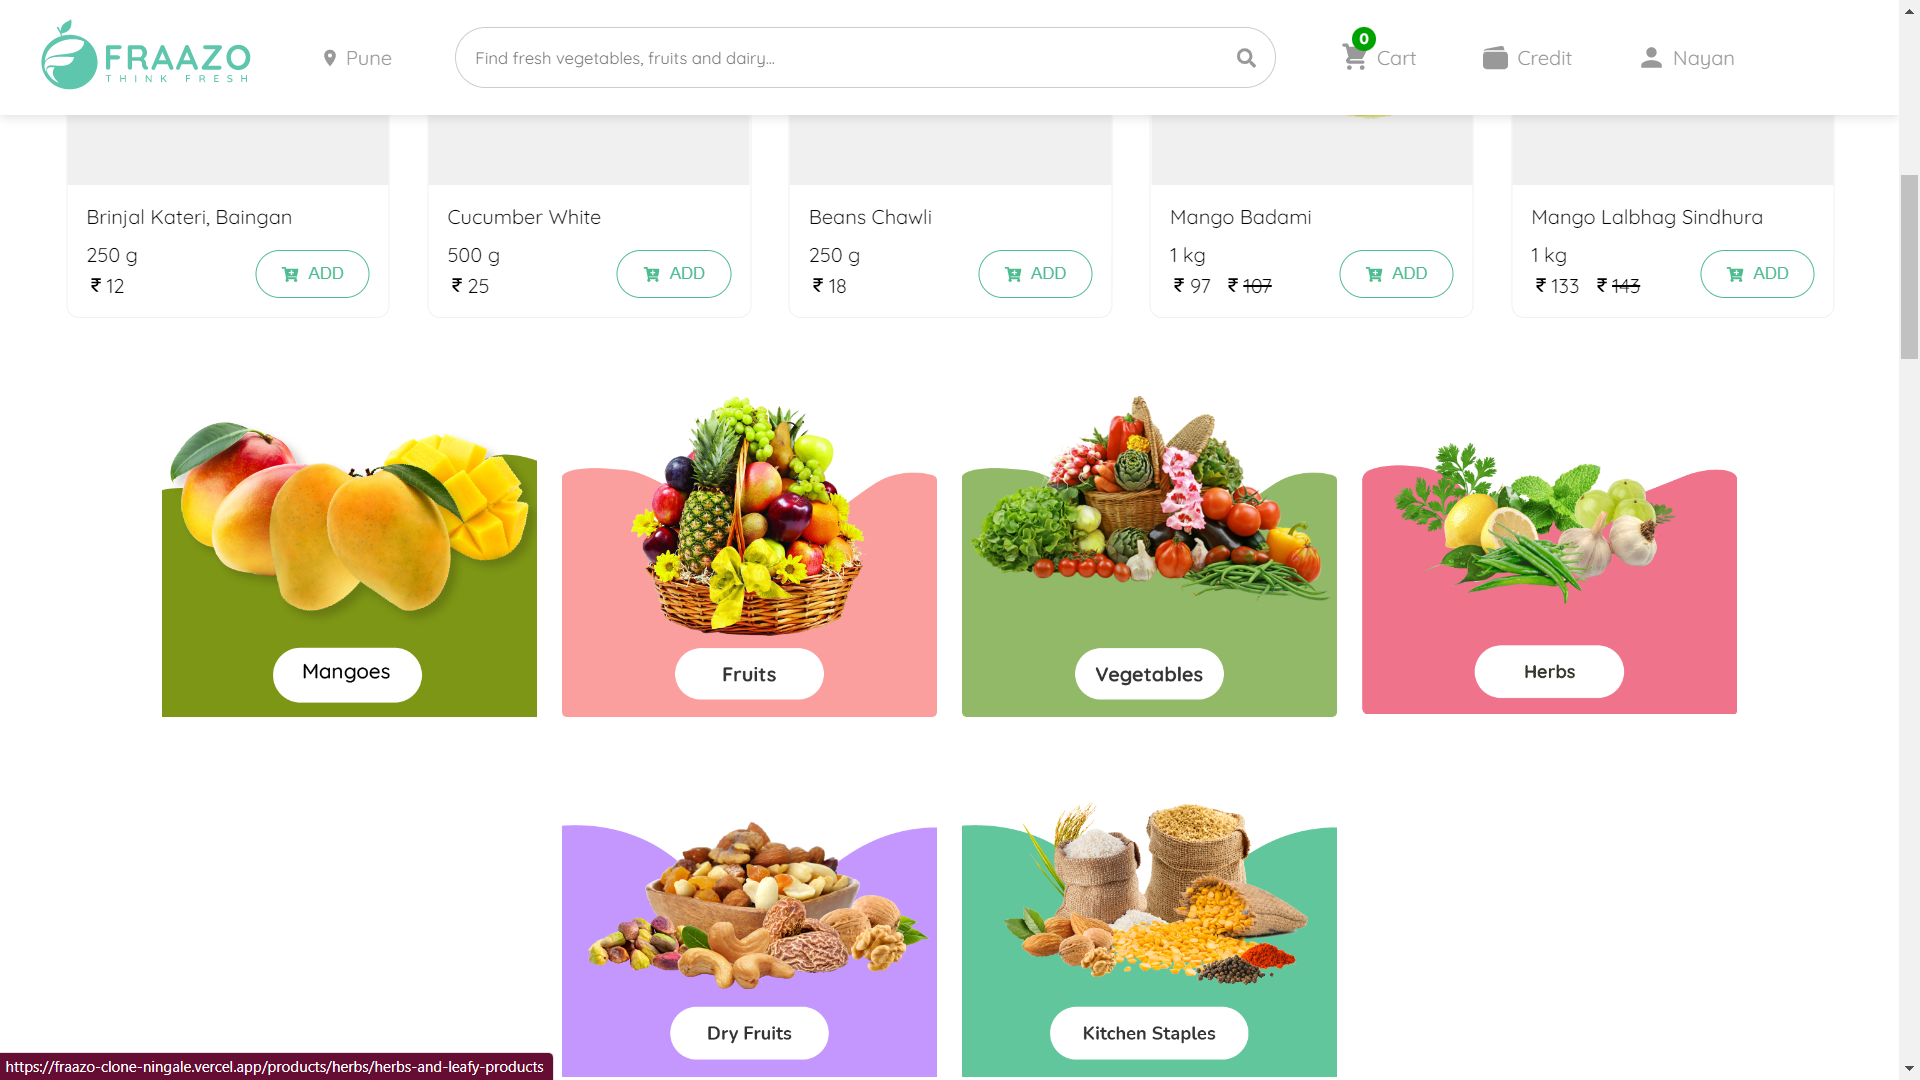 FRAAZO
THINK FRESH
Pune
Find fresh vegetables, fruits and dairy...
0
Cart
Credit
Nayan
Brinjal Kateri, Baingan
250 g
₹ 12
ADD
Cucumber White
500 g
₹ 25
ADD
Beans Chawli
250 g
₹ 18
ADD
Mango Badami
1 kg
₹ 97 ₹ 107
ADD
Mango Lalbhag Sindhura
1 kg
₹ 133 ₹ 143
ADD
Mangoes
Fruits
Vegetables
Herbs
Dry Fruits
Kitchen Staples
https://fraazo-clone-ningale.vercel.app/products/herbs/herbs-and-leafy-products